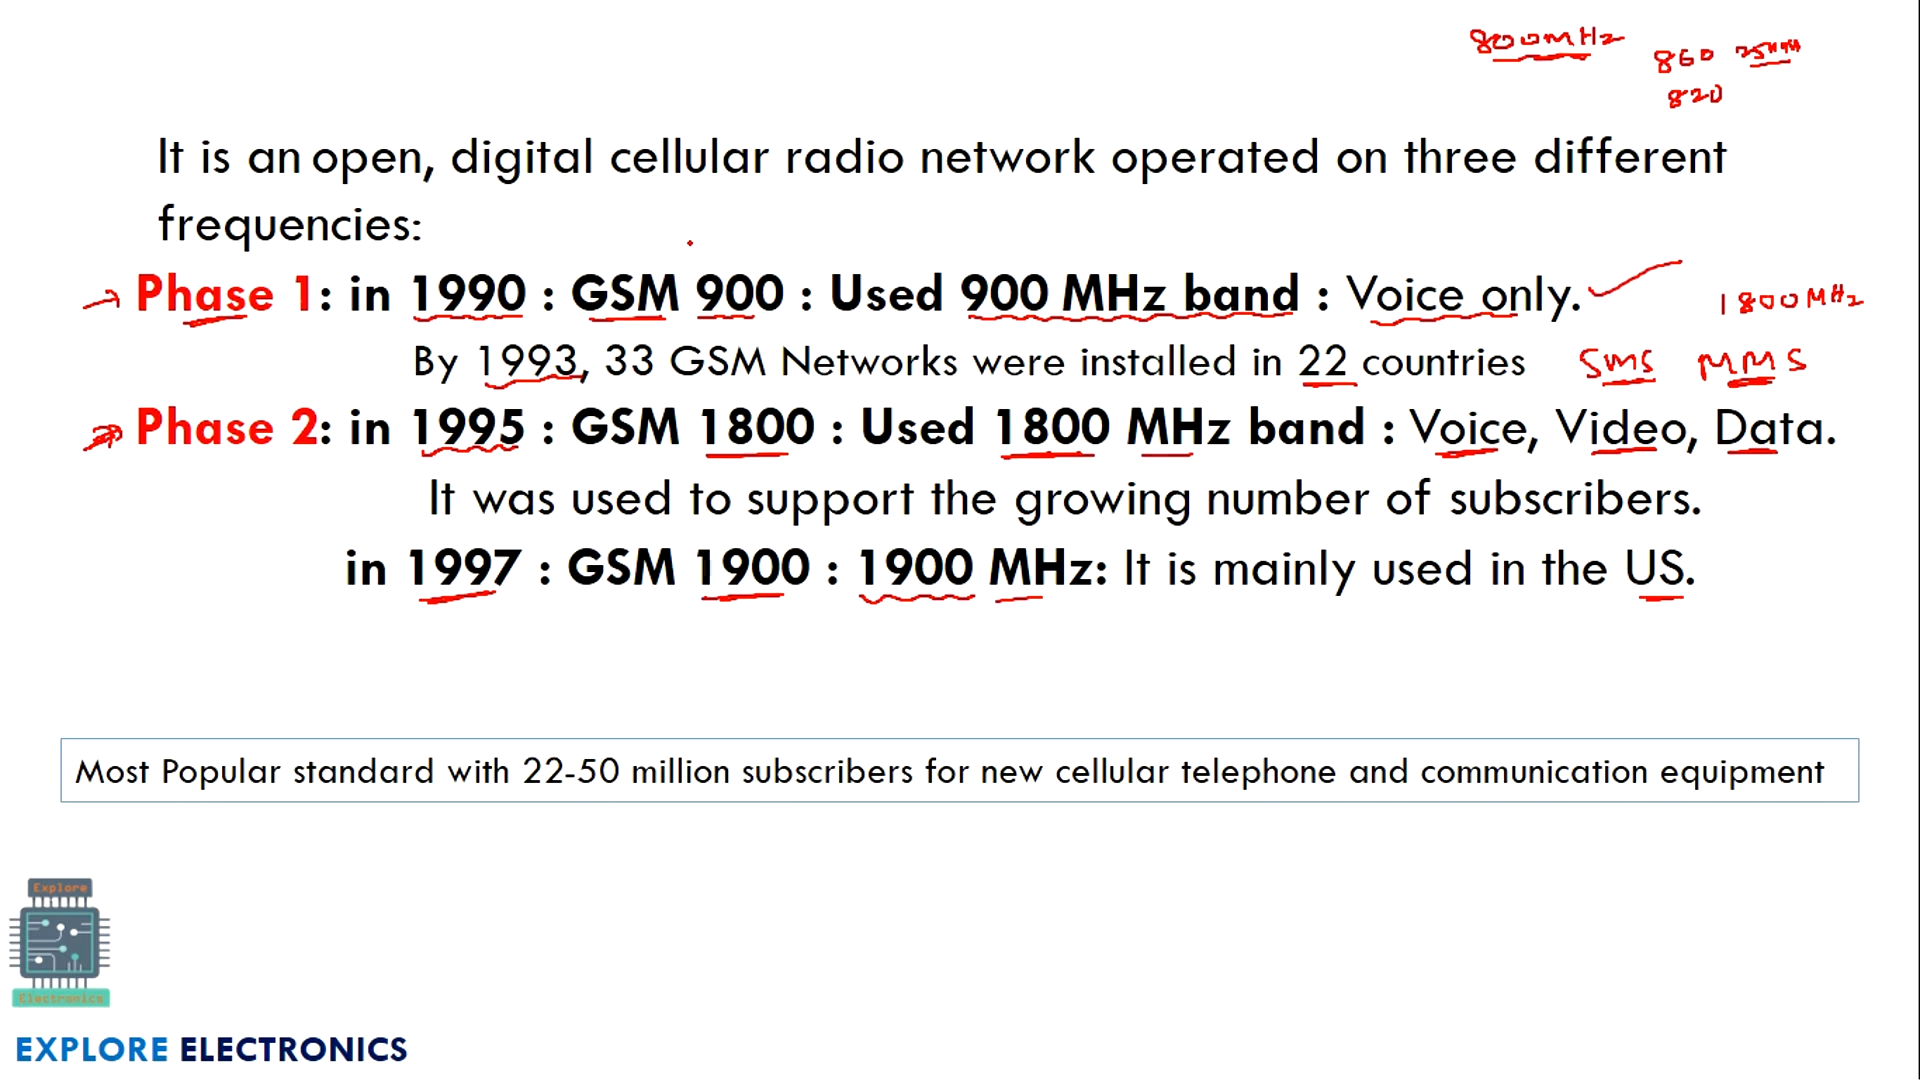 800MHz
860 25MHz
820
It is an open, digital cellular radio network operated on three different
frequencies:
Phase 1: in 1990 : GSM 900 : Used 900 MHz band : Voice only.
1800MHz
By 1993, 33 GSM Networks were installed in 22 countries
SMS MMS
Phase 2: in 1995 : GSM 1800 : Used 1800 MHz band : Voice, Video, Data.
It was used to support the growing number of subscribers.
in 1997 : GSM 1900 : 1900 MHz: It is mainly used in the US.
Most Popular standard with 22-50 million subscribers for new cellular telephone and communication equipment
Explore
Electronics
EXPLORE ELECTRONICS